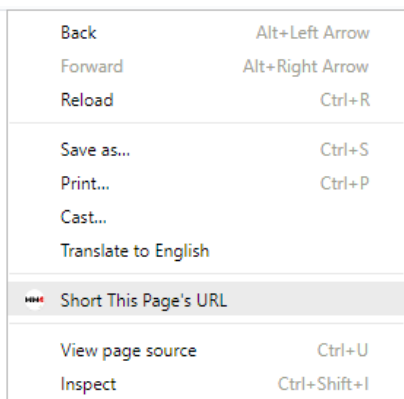 Back Alt+Left Arrow
Forward Alt+Right Arrow
Reload Ctrl+R
Save as... Ctrl+S
Print... Ctrl+P
Cast...
Translate to English
Short This Page's URL
View page source Ctrl+U
Inspect Ctrl+Shift+I